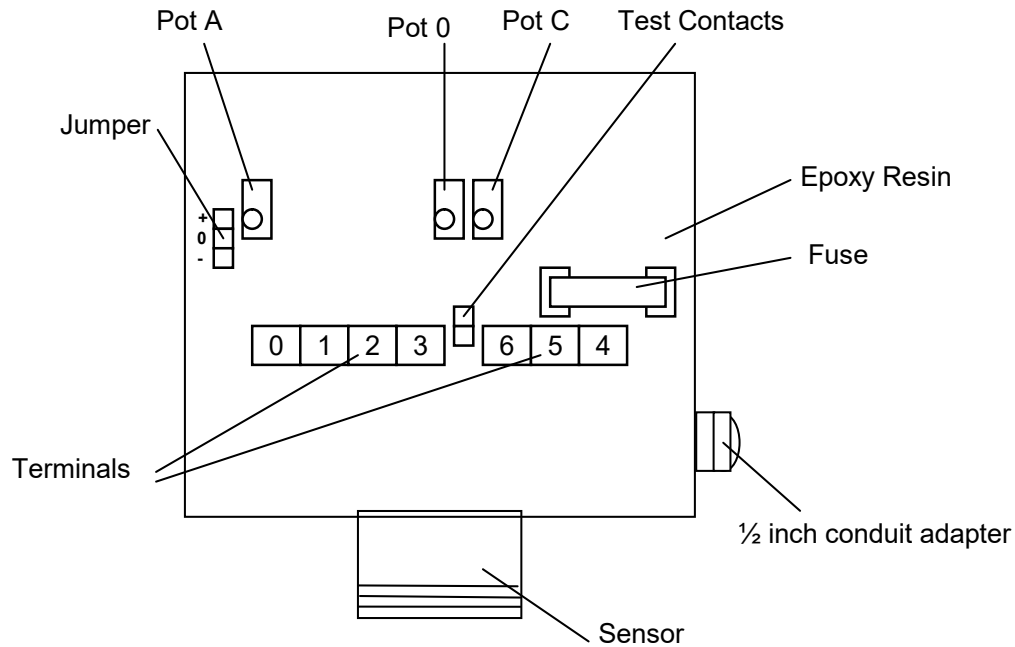 Pot A
Pot 0
Pot C
Test Contacts
Jumper
Epoxy Resin
+
0
-
Fuse
0 1 2 3 6 5 4
Terminals
½ inch conduit adapter
Sensor